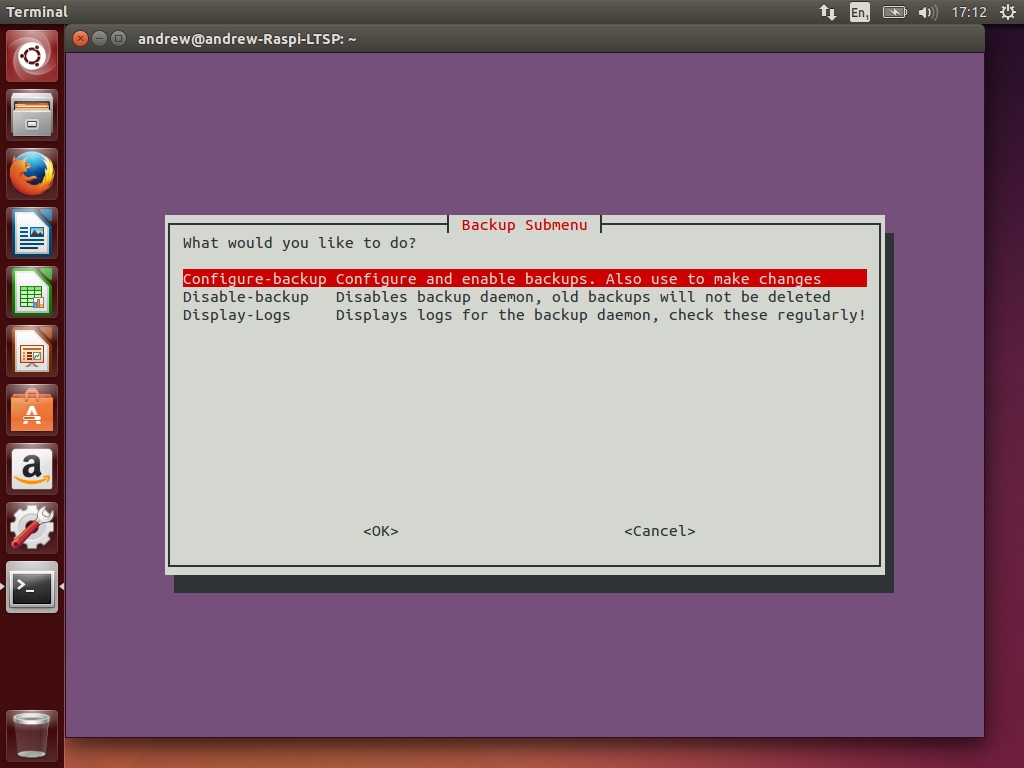 Terminal
En1
17:12
andrew@andrew-Raspi-LTSP: ~
Backup Submenu
What would you like to do?
Configure-backup Configure and enable backups. Also use to make changes
Disable-backup Disables backup daemon, old backups will not be deleted
Display-Logs Displays logs for the backup daemon, check these regularly!
<OK> <Cancel>